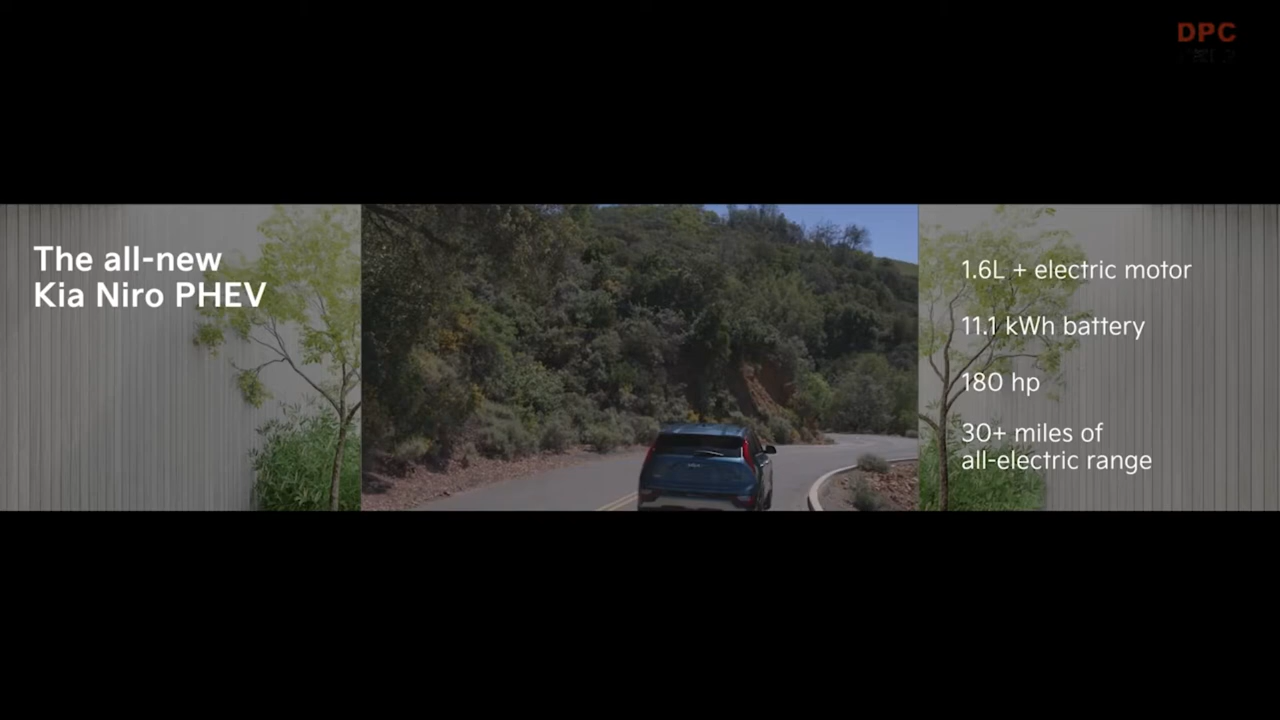 DPC
The all-new
Kia Niro PHEV
1.6L + electric motor
11.1 kWh battery
180 hp
30+ miles of
all-electric range
KIA